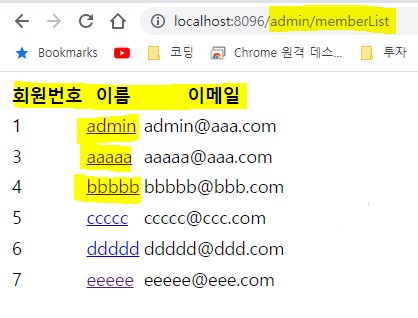 localhost:8096/admin/memberList
Bookmarks 코딩 Chrome 원격 데스... 투자
회원번호 이름 이메일
1 admin admin@aaa.com
3 aaaaa aaaaa@aaa.com
4 bbbbb bbbbb@bbb.com
5 ccccc ccccc@ccc.com
6 ddddd ddddd@ddd.com
7 eeeee eeeee@eee.com